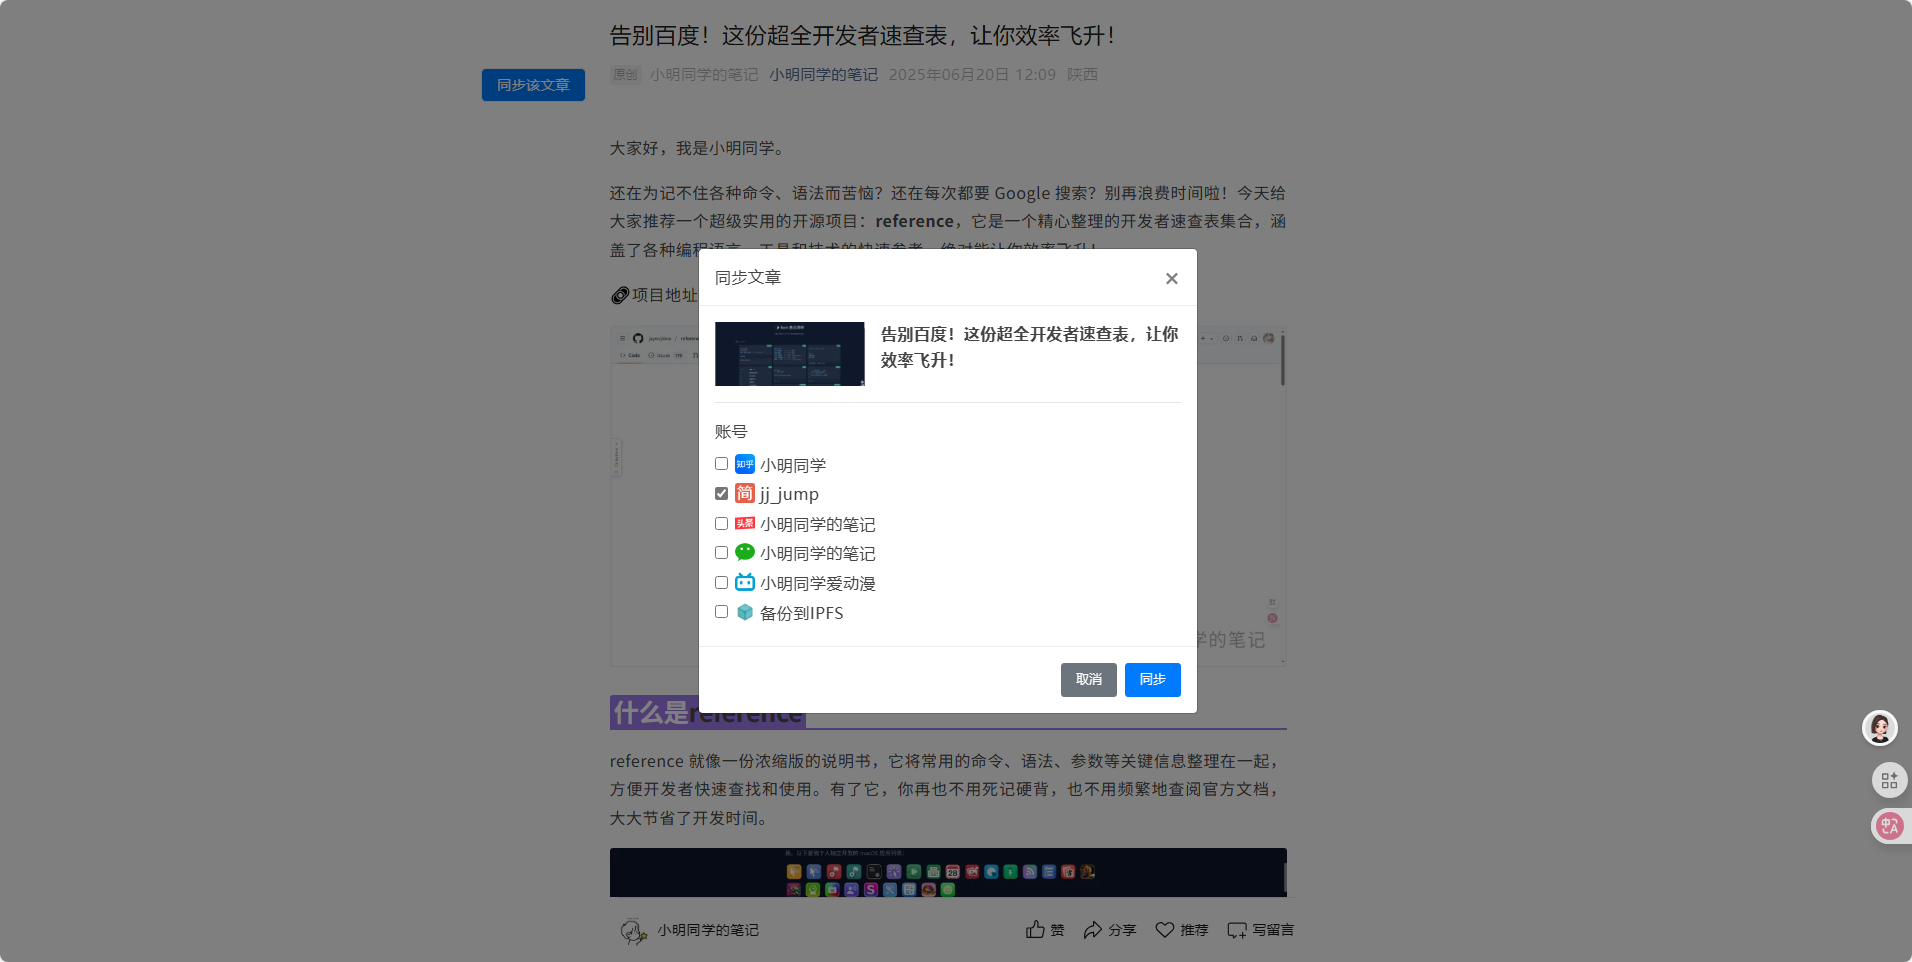 告别百度！这份超全开发者速查表，让你效率飞升！
同步该文章
原创 小明同学的笔记 小明同学的笔记 2025年06月20日 12:09 陕西
大家好，我是小明同学。
还在为记不住各种命令、语法而苦恼？还在每次都要 Google 搜索？别再浪费时间啦！今天给
大家推荐一个超级实用的开源项目：reference，它是一个精心整理的开发者速查表集合，涵
盖了各种编程语言、工具和技术的快速参考，绝对能让你效率飞升！
项目地址
同步文章
×
告别百度！这份超全开发者速查表，让你
效率飞升！
账号
知乎 小明同学
简 jj_jump
头条 小明同学的笔记
小明同学的笔记
小明同学爱动漫
备份到IPFS
学的笔记
取消 同步
什么是reference
reference 就像一份浓缩版的说明书，它将常用的命令、语法、参数等关键信息整理在一起，
方便开发者快速查找和使用。有了它，你再也不用死记硬背，也不用频繁地查阅官方文档，
大大节省了开发时间。
小明同学的笔记
赞 分享 推荐 写留言